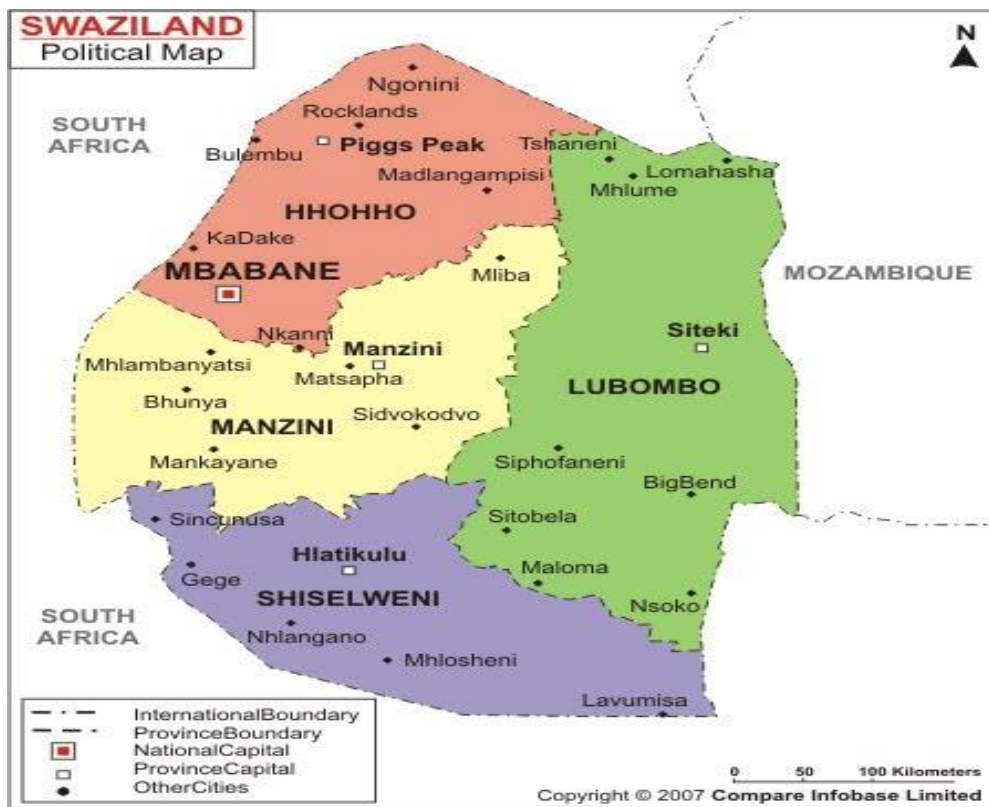 SWAZILAND
Political Map
N
Ngonini
Rocklands
SOUTH
AFRICA
Bulembu
Piggs Peak
Tshaneni
Lomahasha
Madlangampisi
Mhlume
HHOHHO
KaDake
MBABANE
Mliba
MOZAMBIQUE
Nkanni
Manzini
Siteki
Mhlambanyatsi
Matsapha
Bhunya
LUBOMBO
MANZINI
Sidvokodvo
Mankayane
Siphofaneni
BigBend
Sincunusa
Sitobela
Hlatikulu
Gege
Maloma
SHISELWENI
Nsoko
SOUTH
AFRICA
Nhlangano
Mhlosheni
Lavumisa
InternationalBoundary
ProvinceBoundary
NationalCapital
ProvinceCapital
OtherCities
0 50 100 Kilometers
Copyright © 2007 Compare Infobase Limited